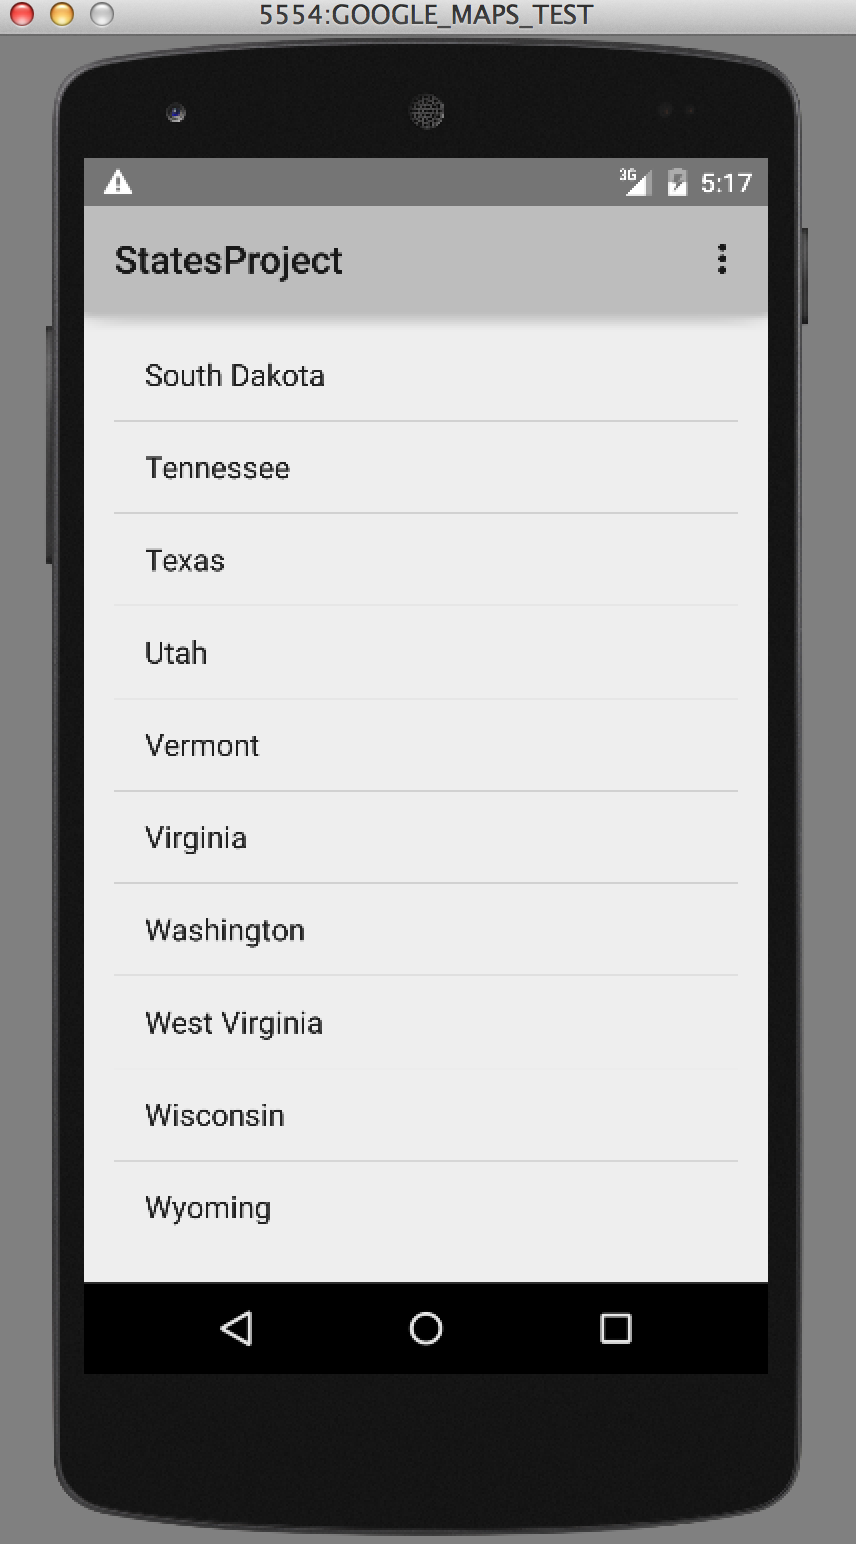 5554:GOOGLE_MAPS_TEST
3G 5:17
StatesProject
South Dakota
Tennessee
Texas
Utah
Vermont
Virginia
Washington
West Virginia
Wisconsin
Wyoming